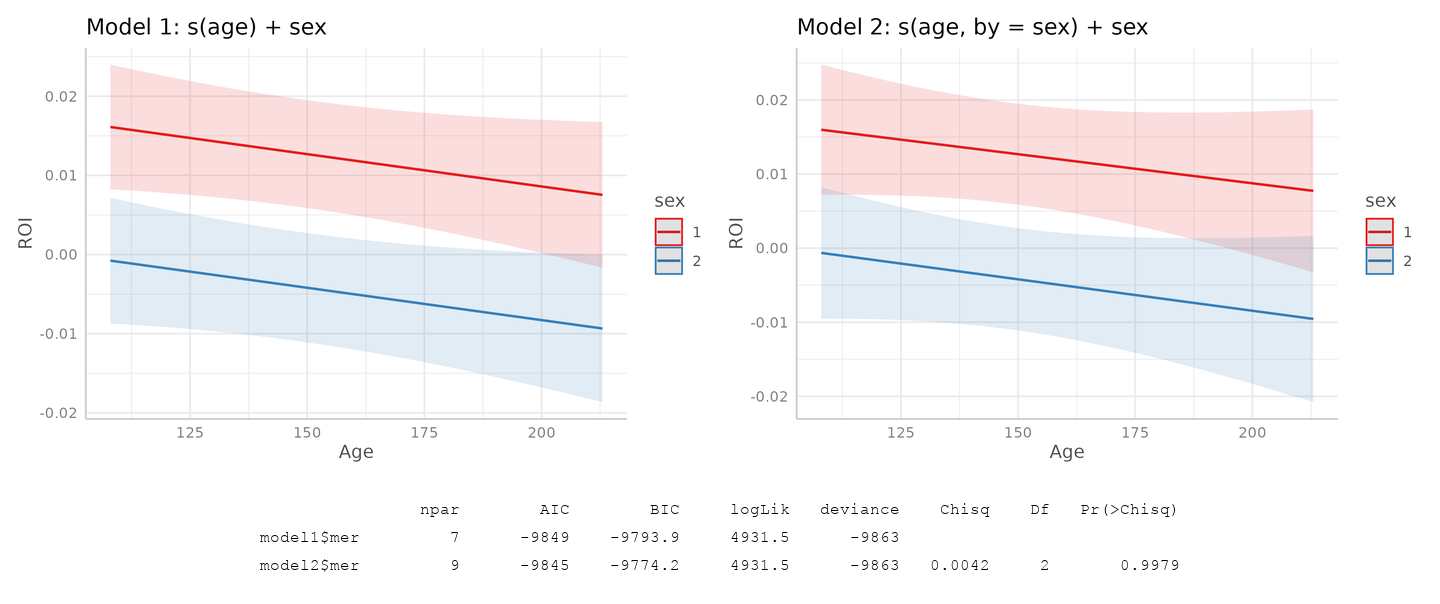 Model 1: s(age) + sex
0.02
0.01
0.00
-0.01
-0.02
ROI
125 150 175 200
Age
sex
1
2
Model 2: s(age, by = sex) + sex
0.02
0.01
0.00
-0.01
-0.02
ROI
125 150 175 200
Age
sex
1
2
npar AIC BIC logLik deviance Chisq Df Pr(>Chisq)
model1$mer 7 -9849 -9793.9 4931.5 -9863
model2$mer 9 -9845 -9774.2 4931.5 -9863 0.0042 2 0.9979